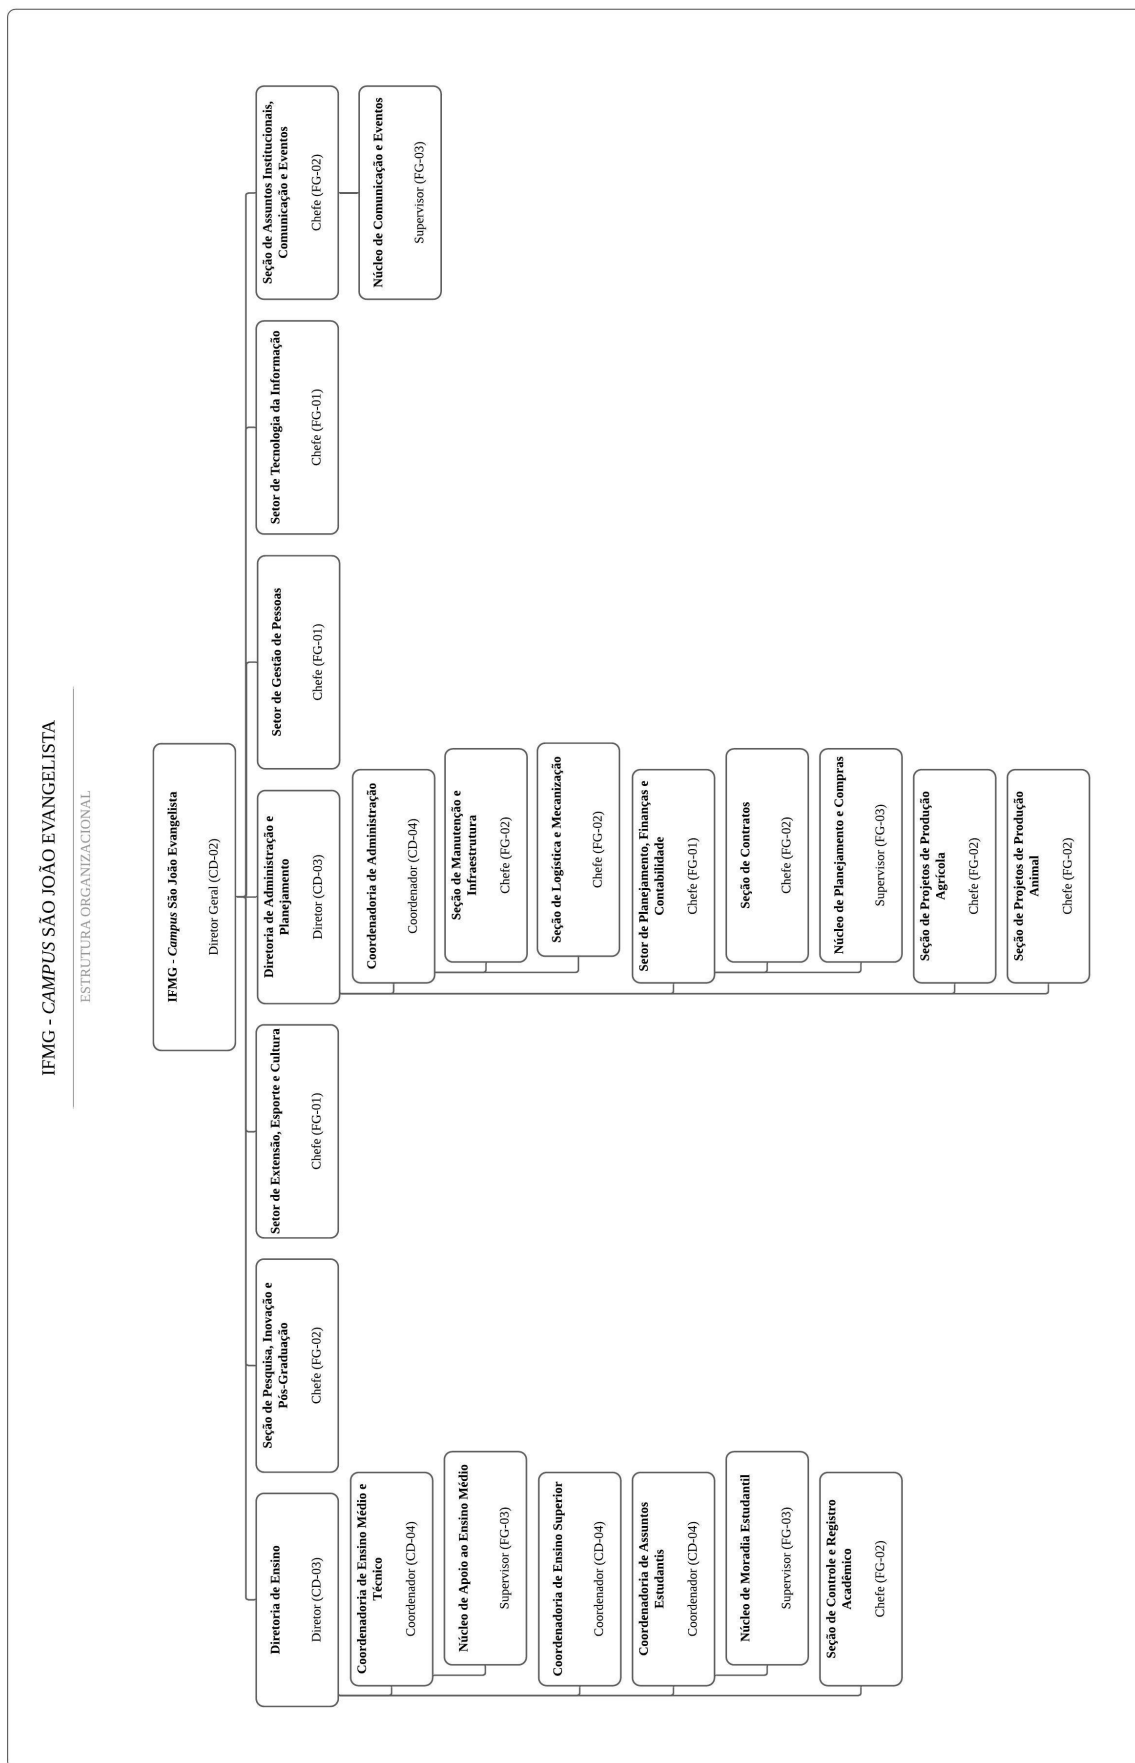 IFMG - CAMPUS SÃO JOÃO EVANGELISTA
ESTRUTURA ORGANIZACIONAL
IFMG - Campus São João Evangelista
Diretor Geral (CD-02)
Diretoria de Ensino
Diretor (CD-03)
Coordenadoria de Ensino Médio e
Técnico
Coordenador (CD-04)
Núcleo de Apoio ao Ensino Médio
Supervisor (FG-03)
Coordenadoria de Ensino Superior
Coordenador (CD-04)
Coordenadoria de Assuntos
Estudantis
Coordenador (CD-04)
Núcleo de Moradia Estudantil
Supervisor (FG-03)
Seção de Controle e Registro
Acadêmico
Chefe (FG-02)
Seção de Pesquisa, Inovação e
Pós-Graduação
Chefe (FG-02)
Setor de Extensão, Esporte e Cultura
Chefe (FG-01)
Diretoria de Administração e
Planejamento
Diretor (CD-03)
Coordenadoria de Administração
Coordenador (CD-04)
Seção de Manutenção e
Infraestrutura
Chefe (FG-02)
Seção de Logística e Mecanização
Chefe (FG-02)
Setor de Planejamento, Finanças e
Contabilidade
Chefe (FG-01)
Seção de Contratos
Chefe (FG-02)
Núcleo de Planejamento e Compras
Supervisor (FG-03)
Seção de Projetos de Produção
Agrícola
Chefe (FG-02)
Seção de Projetos de Produção
Animal
Chefe (FG-02)
Setor de Gestão de Pessoas
Chefe (FG-01)
Setor de Tecnologia da Informação
Chefe (FG-01)
Seção de Assuntos Institucionais,
Comunicação e Eventos
Chefe (FG-02)
Núcleo de Comunicação e Eventos
Supervisor (FG-03)